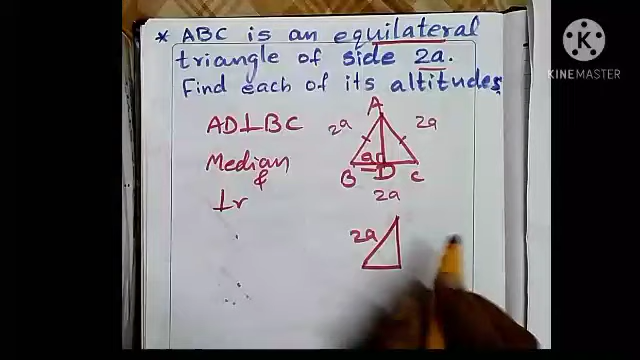 * ABC is an equilateral
triangle of side 2a.
Find each of its altitudes.
KINEMASTER
AD⊥BC
Median
&
⊥r
A
2a
2a
a
B
D
C
2a
2a